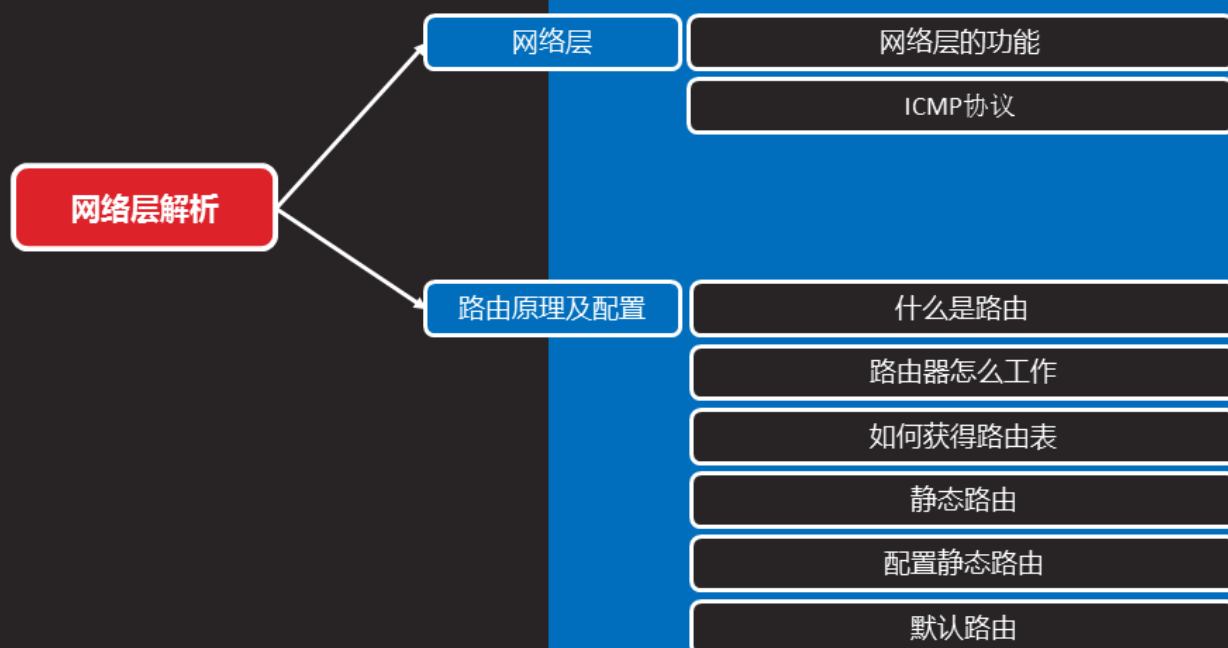 网络层解析
网络层
网络层的功能
ICMP协议
路由原理及配置
什么是路由
路由器怎么工作
如何获得路由表
静态路由
配置静态路由
默认路由